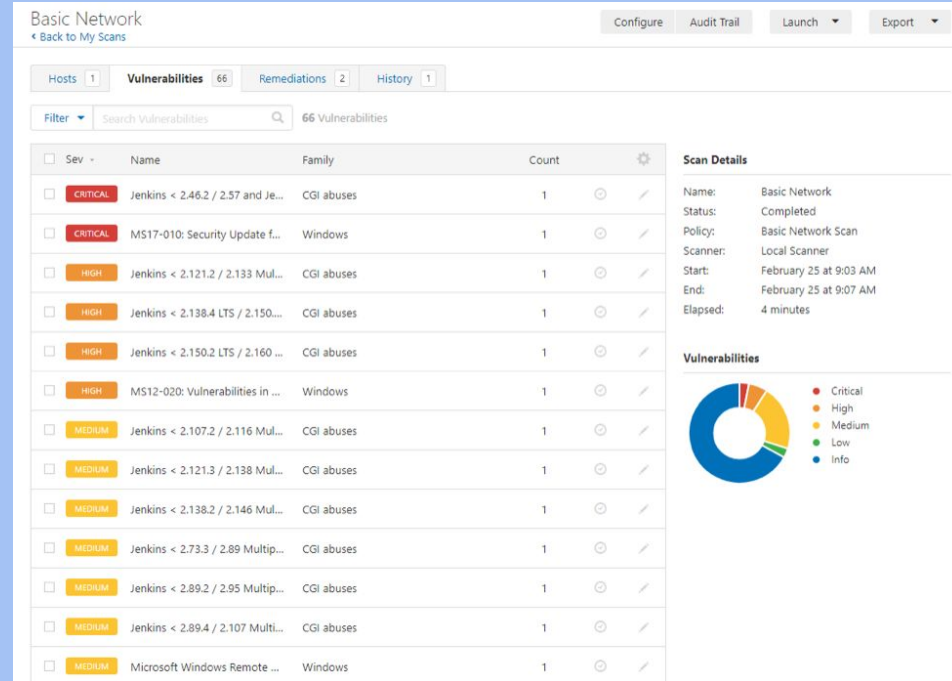 Basic Network
Back to My Scans
Configure Audit Trail Launch Export
Hosts 1 Vulnerabilities 66 Remediations 2 History 1
Filter Search Vulnerabilities 66 Vulnerabilities
Sev Name Family Count
CRITICAL Jenkins < 2.46.2 / 2.57 and Je... CGI abuses 1
CRITICAL MS17-010: Security Update f... Windows 1
HIGH Jenkins < 2.121.2 / 2.133 Mul... CGI abuses 1
HIGH Jenkins < 2.138.4 LTS / 2.150.... CGI abuses 1
HIGH Jenkins < 2.150.2 LTS / 2.160 ... CGI abuses 1
HIGH MS12-020: Vulnerabilities in ... Windows 1
MEDIUM Jenkins < 2.107.2 / 2.116 Mul... CGI abuses 1
MEDIUM Jenkins < 2.121.3 / 2.138 Mul... CGI abuses 1
MEDIUM Jenkins < 2.138.2 / 2.146 Mul... CGI abuses 1
MEDIUM Jenkins < 2.73.3 / 2.89 Multip... CGI abuses 1
MEDIUM Jenkins < 2.89.2 / 2.95 Multip... CGI abuses 1
MEDIUM Jenkins < 2.89.4 / 2.107 Multi... CGI abuses 1
MEDIUM Microsoft Windows Remote ... Windows 1
Scan Details
Name: Basic Network
Status: Completed
Policy: Basic Network Scan
Scanner: Local Scanner
Start: February 25 at 9:03 AM
End: February 25 at 9:07 AM
Elapsed: 4 minutes
Vulnerabilities
Critical
High
Medium
Low
Info